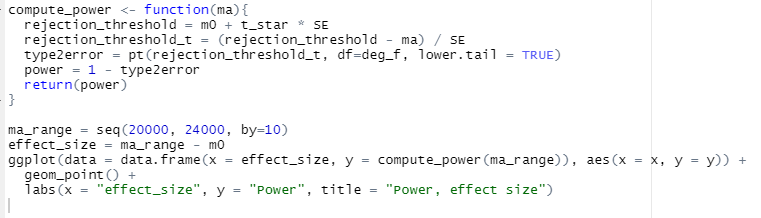 compute_power <- function(ma){
  rejection_threshold = m0 + t_star * SE
  rejection_threshold_t = (rejection_threshold - ma) / SE
  type2error = pt(rejection_threshold_t, df=deg_f, lower.tail = TRUE)
  power = 1 - type2error
  return(power)
}
ma_range = seq(20000, 24000, by=10)
effect_size = ma_range - m0
ggplot(data = data.frame(x = effect_size, y = compute_power(ma_range)), aes(x = x, y = y)) +
  geom_point() +
  labs(x = "effect_size", y = "Power", title = "Power, effect size")